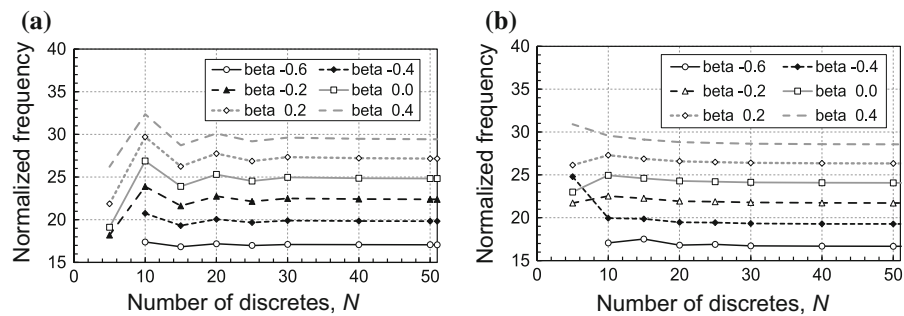 (a)
40
35
30
25
20
15
Normalized frequency
beta -0.6 beta -0.4
beta -0.2 beta 0.0
beta 0.2 beta 0.4
0 10 20 30 40 50
Number of discretes, N
(b)
40
35
30
25
20
15
Normalized frequency
beta -0.6 beta -0.4
beta -0.2 beta 0.0
beta 0.2 beta 0.4
0 10 20 30 40 50
Number of discretes, N